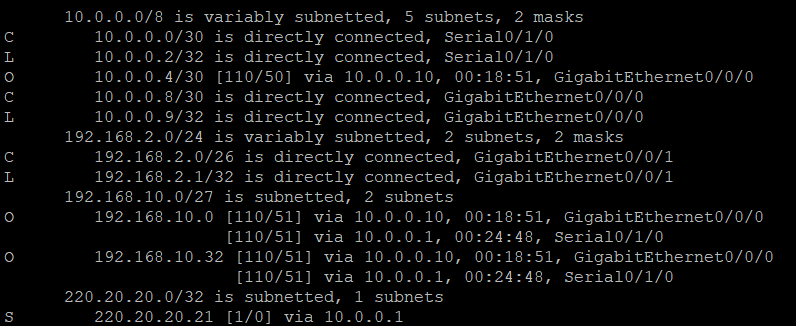 10.0.0.0/8 is variably subnetted, 5 subnets, 2 masks
C 10.0.0.0/30 is directly connected, Serial0/1/0
L 10.0.0.2/32 is directly connected, Serial0/1/0
O 10.0.0.4/30 [110/50] via 10.0.0.10, 00:18:51, GigabitEthernet0/0/0
C 10.0.0.8/30 is directly connected, GigabitEthernet0/0/0
L 10.0.0.9/32 is directly connected, GigabitEthernet0/0/0
192.168.2.0/24 is variably subnetted, 2 subnets, 2 masks
C 192.168.2.0/26 is directly connected, GigabitEthernet0/0/1
L 192.168.2.1/32 is directly connected, GigabitEthernet0/0/1
192.168.10.0/27 is subnetted, 2 subnets
O 192.168.10.0 [110/51] via 10.0.0.10, 00:18:51, GigabitEthernet0/0/0
[110/51] via 10.0.0.1, 00:24:48, Serial0/1/0
O 192.168.10.32 [110/51] via 10.0.0.10, 00:18:51, GigabitEthernet0/0/0
[110/51] via 10.0.0.1, 00:24:48, Serial0/1/0
220.20.20.0/32 is subnetted, 1 subnets
S 220.20.20.21 [1/0] via 10.0.0.1